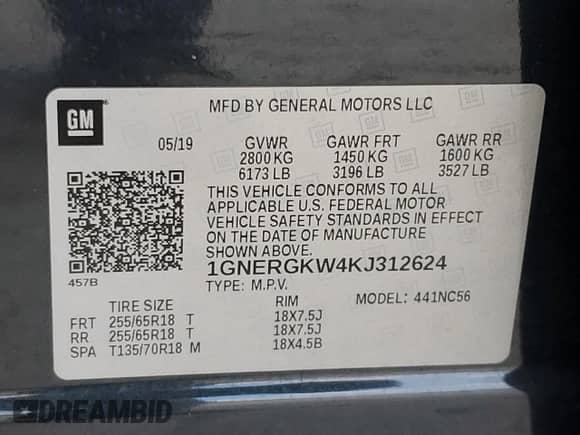 GM
MFD BY GENERAL MOTORS LLC
05/19 GVWR GAWR FRT GAWR RR
2800 KG 1450 KG 1600 KG
6173 LB 3196 LB 3527 LB
THIS VEHICLE CONFORMS TO ALL
APPLICABLE U.S. FEDERAL MOTOR
VEHICLE SAFETY STANDARDS IN EFFECT
ON THE DATE OF MANUFACTURE
SHOWN ABOVE.
1GNERGKW4KJ312624
457B
TYPE: M.P.V. MODEL: 441NC56
TIRE SIZE RIM
FRT 255/65R18 T 18X7.5J
RR 255/65R18 T 18X7.5J
SPA T135/70R18 M 18X4.5B
DREAMBID